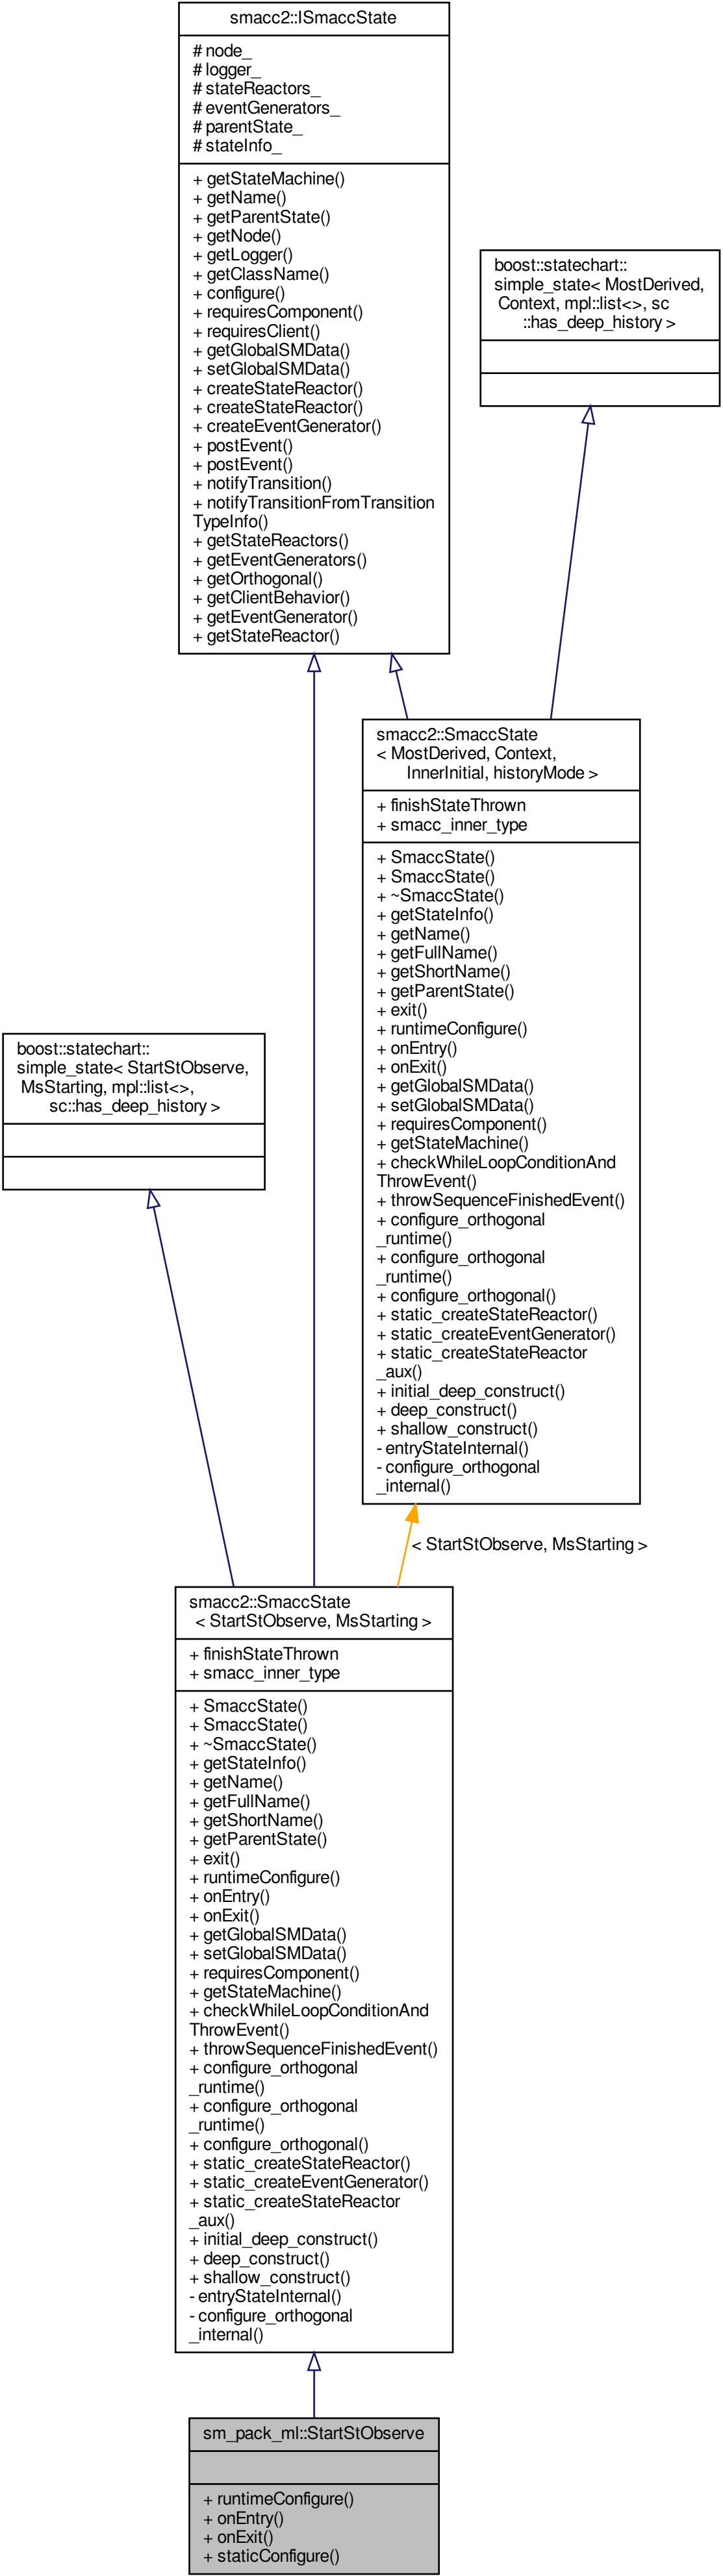 smacc2::ISmaccState
# node_
# logger_
# stateReactors_
# eventGenerators_
# parentState_
# stateInfo_
+ getStateMachine()
+ getName()
+ getParentState()
+ getNode()
+ getLogger()
+ getClassName()
+ configure()
+ requiresComponent()
+ requiresClient()
+ getGlobalSMData()
+ setGlobalSMData()
+ createStateReactor()
+ createStateReactor()
+ createEventGenerator()
+ postEvent()
+ postEvent()
+ notifyTransition()
+ notifyTransitionFromTransition
TypeInfo()
+ getStateReactors()
+ getEventGenerators()
+ getOrthogonal()
+ getClientBehavior()
+ getEventGenerator()
+ getStateReactor()
boost::statechart::
simple_state< MostDerived,
Context, mpl::list<>, sc
::has_deep_history >
smacc2::SmaccState
< MostDerived, Context,
InnerInitial, historyMode >
+ finishStateThrown
+ smacc_inner_type
+ SmaccState()
+ SmaccState()
+ ~SmaccState()
+ getStateInfo()
+ getName()
+ getFullName()
+ getShortName()
+ getParentState()
+ exit()
+ runtimeConfigure()
+ onEntry()
+ onExit()
+ getGlobalSMData()
+ setGlobalSMData()
+ requiresComponent()
+ getStateMachine()
+ checkWhileLoopConditionAnd
ThrowEvent()
+ throwSequenceFinishedEvent()
+ configure_orthogonal
_runtime()
+ configure_orthogonal
_runtime()
+ configure_orthogonal()
+ static_createStateReactor()
+ static_createEventGenerator()
+ static_createStateReactor
_aux()
+ initial_deep_construct()
+ deep_construct()
+ shallow_construct()
- entryStateInternal()
- configure_orthogonal
_internal()
boost::statechart::
simple_state< StartStObserve,
MsStarting, mpl::list<>,
sc::has_deep_history >
< StartStObserve, MsStarting >
smacc2::SmaccState
< StartStObserve, MsStarting >
+ finishStateThrown
+ smacc_inner_type
+ SmaccState()
+ SmaccState()
+ ~SmaccState()
+ getStateInfo()
+ getName()
+ getFullName()
+ getShortName()
+ getParentState()
+ exit()
+ runtimeConfigure()
+ onEntry()
+ onExit()
+ getGlobalSMData()
+ setGlobalSMData()
+ requiresComponent()
+ getStateMachine()
+ checkWhileLoopConditionAnd
ThrowEvent()
+ throwSequenceFinishedEvent()
+ configure_orthogonal
_runtime()
+ configure_orthogonal
_runtime()
+ configure_orthogonal()
+ static_createStateReactor()
+ static_createEventGenerator()
+ static_createStateReactor
_aux()
+ initial_deep_construct()
+ deep_construct()
+ shallow_construct()
- entryStateInternal()
- configure_orthogonal
_internal()
sm_pack_ml::StartStObserve
+ runtimeConfigure()
+ onEntry()
+ onExit()
+ staticConfigure()